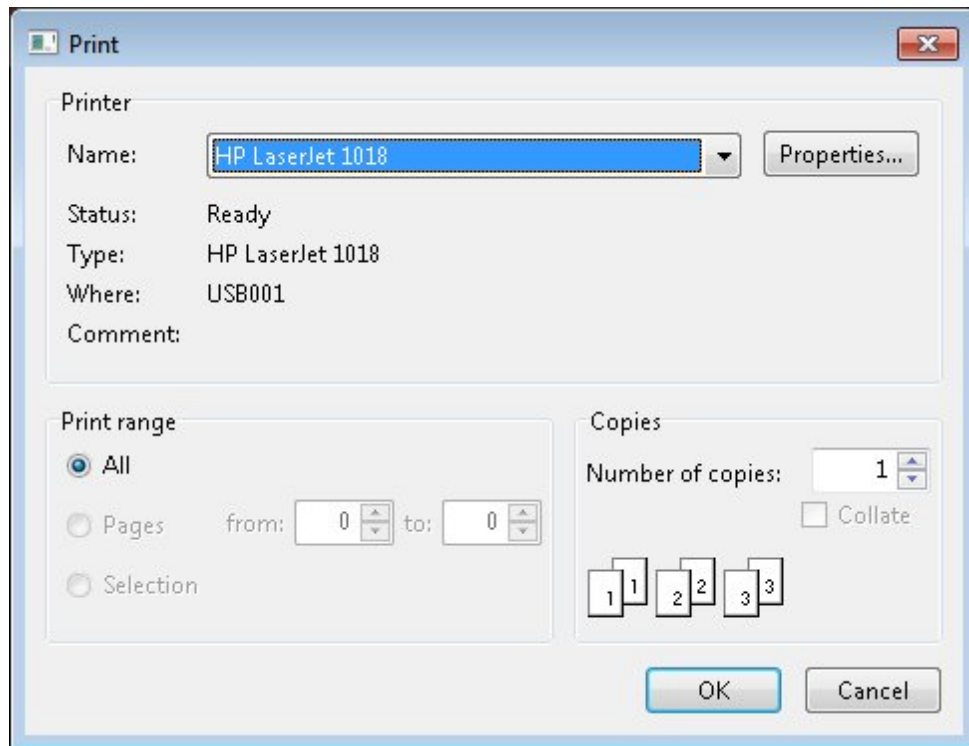 Print
Printer
Name: HP LaserJet 1018 Properties...
Status: Ready
Type: HP LaserJet 1018
Where: USB001
Comment:
Print range
All
Pages from: 0 to: 0
Selection
Copies
Number of copies: 1
Collate
1 1 2 2 3 3
OK Cancel